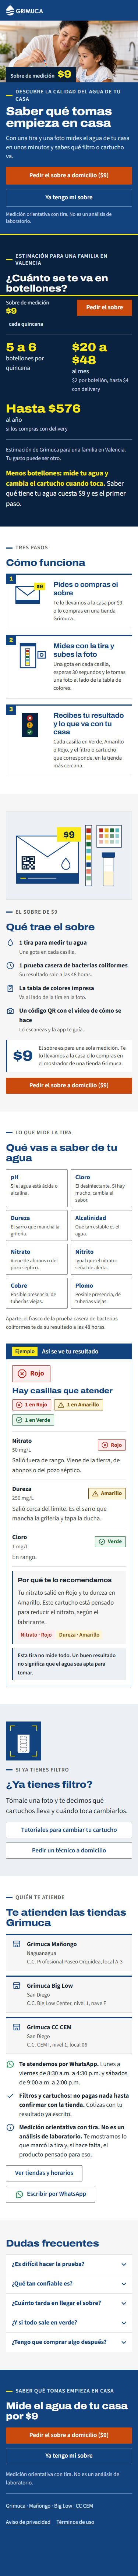 GRIMUCA
Sobre de medición $9
DESCUBRE LA CALIDAD DEL AGUA DE TU
CASA
Saber qué tomas
empieza en casa
Con una tira y una foto mides el agua de tu casa
en unos minutos y sabes qué filtro o cartucho
va.
Pedir el sobre a domicilio ($9)
Ya tengo mi sobre
Medición orientativa con tira. No es un análisis de
laboratorio.
ESTIMACIÓN PARA UNA FAMILIA EN
VALENCIA
¿Cuánto se te va en
botellones?
Sobre de medición
$9
Pedir el sobre
cada quincena
5 a 6
botellones por
quincena
$20 a
$48
al mes
$2 por botellón, hasta $4
con delivery
Hasta $576
al año
si los compras con delivery
Estimación de Grimuca para una familia de Valencia.
Tu gasto puede ser otro.
Menos botellones: mide tu agua y
cambia el cartucho cuando toca. Saber
qué tiene tu agua cuesta $9 y es el primer
paso.
TRES PASOS
Cómo funciona
1
$9
Pides o compras el
sobre
Te lo llevamos a la casa por $9
o lo compras en una tienda
Grimuca.
2
Mides con la tira y
subes la foto
Una gota en cada casilla,
esperas 30 segundos y le tomas
una foto al lado de la tabla de
colores.
3
Recibes tu resultado
y lo que va con tu
casa
Cada casilla en Verde, Amarillo
o Rojo, y el filtro o cartucho
que corresponde, en la tienda
más cercana.
$9
EL SOBRE DE $9
Qué trae el sobre
1 tira para medir tu agua
Una gota en cada casilla.
1 prueba casera de bacterias coliformes
Su resultado sale a las 48 horas.
La tabla de colores impresa
Va al lado de la tira en la foto.
Un código QR con el video de cómo se
hace
Lo escaneas y la app te guía.
$9
El sobre es para una sola medición. Te
lo llevamos a la casa o lo compras en
el mostrador de una tienda Grimuca.
Pedir el sobre a domicilio ($9)
LO QUE MIDE LA TIRA
Qué vas a saber de tu
agua
pH
Si el agua está ácida o
alcalina.
Cloro
El desinfectante. Si hay
mucho, cambia el
sabor.
Dureza
El sarro que mancha la
grifería.
Alcalinidad
Qué tan estable es el
agua.
Nitrato
Viene de abonos o del
pozo séptico.
Nitrito
Igual que el nitrato:
señal de alerta.
Cobre
Posible presencia, de
tuberías viejas.
Plomo
Posible presencia, de
tuberías viejas.
Aparte, el frasco de la prueba casera de bacterias
coliformes te da su resultado a las 48 horas.
Ejemplo Así se ve tu resultado
Rojo
Hay casillas que atender
1 en Rojo
1 en Amarillo
1 en Verde
Nitrato
50 mg/L
Rojo
Salió fuera de rango. Viene de la tierra, de
abonos o del pozo séptico.
Dureza
250 mg/L
Amarillo
Salió cerca del límite. Es el sarro que
mancha la grifería y tapa la ducha.
Cloro
1 mg/L
Verde
En rango.
Por qué te lo recomendamos
Tu nitrato salió en Rojo y tu dureza en
Amarillo. Este cartucho está pensado
para reducir el nitrato, según el
fabricante.
Nitrato · Rojo
Dureza · Amarillo
Esta tira no mide todo. Un buen resultado
no significa que el agua sea apta para
tomar.
SI YA TIENES FILTRO
¿Ya tienes filtro?
Tómale una foto y te decimos qué
cartuchos lleva y cuándo toca cambiarlos.
Tutoriales para cambiar tu cartucho
Pedir un técnico a domicilio
QUIÉN TE ATIENDE
Te atienden las tiendas
Grimuca
Grimuca Mañongo
Naguanagua
C.C. Profesional Paseo Orquídea, local A-3
Grimuca Big Low
San Diego
C.C. Big Low Center, nivel 1, nave F
Grimuca CC CEM
San Diego
C.C. CEM I, nivel 1, local 06
Te atendemos por WhatsApp. Lunes a
viernes de 8:30 a.m. a 4:30 p.m. y sábados
de 9:00 a.m. a 2:00 p.m.
Filtros y cartuchos: no pagas nada hasta
confirmar con la tienda. Cotizas con tu
resultado ya escrito.
Medición orientativa con tira. No es un
análisis de laboratorio. Te mostramos lo
que marcó la tira y, si hace falta, el
producto pensado para eso.
Ver tiendas y horarios
Escribir por WhatsApp
Dudas frecuentes
¿Es difícil hacer la prueba?
¿Qué tan confiable es?
¿Cuánto tarda en llegar el sobre?
¿Y si todo sale en verde?
¿Tengo que comprar algo después?
SABER QUÉ TOMAS EMPIEZA EN CASA
Mide el agua de tu casa
por $9
Pedir el sobre a domicilio ($9)
Ya tengo mi sobre
Medición orientativa con tira. No es un análisis de
laboratorio.
Grimuca · Mañongo · Big Low · CC CEM
Aviso de privacidad Términos de uso